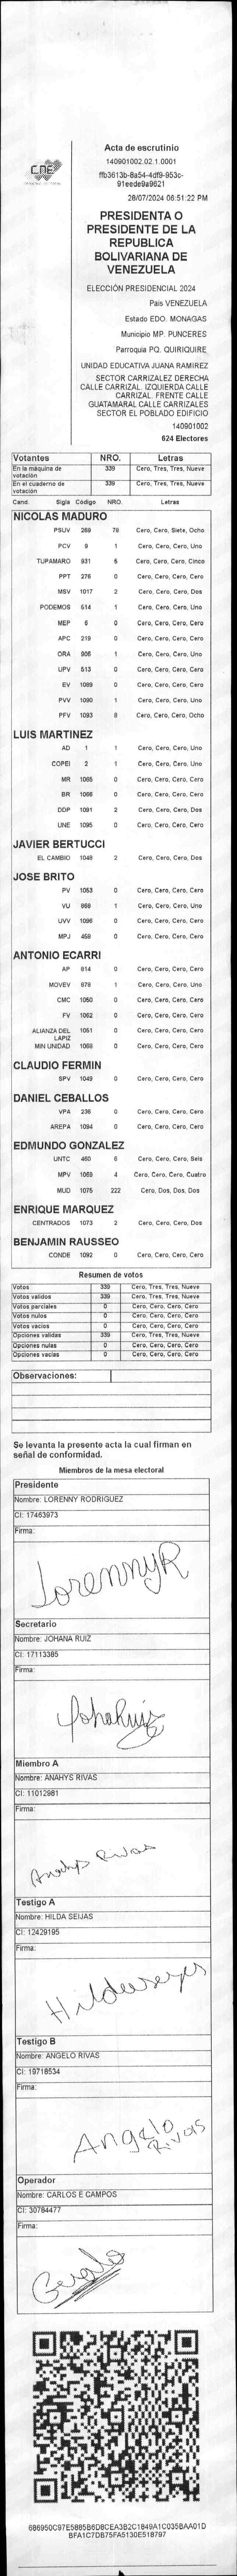 CNE
Acta de escrutinio
140901002.02.1.0001
ffb3613b-8a54-4df9-953c-
91eede9a9621
28/07/2024 06:51:22 PM
PRESIDENTA O
PRESIDENTE DE LA
REPUBLICA
BOLIVARIANA DE
VENEZUELA
ELECCIÓN PRESIDENCIAL 2024
País VENEZUELA
Estado EDO. MONAGAS
Municipio MP. PUNCERES
Parroquia PQ. QUIRIQUIRE
UNIDAD EDUCATIVA JUANA RAMIREZ
SECTOR CARRIZALEZ DERECHA
CALLE CARRIZAL. IZQUIERDA CALLE
CARRIZAL. FRENTE CALLE
GUATAMARAL CALLE CARRIZALES
SECTOR EL POBLADO EDIFICIO
140901002
624 Electores
Votantes NRO. Letras
En la máquina de votación 339 Cero, Tres, Tres, Nueve
En el cuaderno de votación 339 Cero, Tres, Tres, Nueve
Cand. Sigla Código NRO. Letras
NICOLAS MADURO
PSUV 269 78 Cero, Cero, Siete, Ocho
PCV 9 1 Cero, Cero, Cero, Uno
TUPAMARO 931 5 Cero, Cero, Cero, Cinco
PPT 276 0 Cero, Cero, Cero, Cero
MSV 1017 2 Cero, Cero, Cero, Dos
PODEMOS 514 1 Cero, Cero, Cero, Uno
MEP 6 0 Cero, Cero, Cero, Cero
APC 219 0 Cero, Cero, Cero, Cero
ORA 906 1 Cero, Cero, Cero, Uno
UPV 513 0 Cero, Cero, Cero, Cero
EV 1089 0 Cero, Cero, Cero, Cero
PVV 1090 1 Cero, Cero, Cero, Uno
PFV 1093 8 Cero, Cero, Cero, Ocho
LUIS MARTINEZ
AD 1 1 Cero, Cero, Cero, Uno
COPEI 2 1 Cero, Cero, Cero, Uno
MR 1065 0 Cero, Cero, Cero, Cero
BR 1066 0 Cero, Cero, Cero, Cero
DDP 1091 2 Cero, Cero, Cero, Dos
UNE 1095 0 Cero, Cero, Cero, Cero
JAVIER BERTUCCI
EL CAMBIO 1048 2 Cero, Cero, Cero, Dos
JOSE BRITO
PV 1053 0 Cero, Cero, Cero, Cero
VU 868 1 Cero, Cero, Cero, Uno
UVV 1096 0 Cero, Cero, Cero, Cero
MPJ 459 0 Cero, Cero, Cero, Cero
ANTONIO ECARRI
AP 814 0 Cero, Cero, Cero, Cero
MOVEV 878 1 Cero, Cero, Cero, Uno
CMC 1050 0 Cero, Cero, Cero, Cero
FV 1062 0 Cero, Cero, Cero, Cero
ALIANZA DEL LAPIZ 1051 0 Cero, Cero, Cero, Cero
MIN UNIDAD 1068 0 Cero, Cero, Cero, Cero
CLAUDIO FERMIN
SPV 1049 0 Cero, Cero, Cero, Cero
DANIEL CEBALLOS
VPA 236 0 Cero, Cero, Cero, Cero
AREPA 1094 0 Cero, Cero, Cero, Cero
EDMUNDO GONZALEZ
UNTC 460 6 Cero, Cero, Cero, Seis
MPV 1069 4 Cero, Cero, Cero, Cuatro
MUD 1075 222 Cero, Dos, Dos, Dos
ENRIQUE MARQUEZ
CENTRADOS 1073 2 Cero, Cero, Cero, Dos
BENJAMIN RAUSSEO
CONDE 1092 0 Cero, Cero, Cero, Cero
Resumen de votos
Votos 339 Cero, Tres, Tres, Nueve
Votos validos 339 Cero, Tres, Tres, Nueve
Votos parciales 0 Cero, Cero, Cero, Cero
Votos nulos 0 Cero, Cero, Cero, Cero
Votos vacios 0 Cero, Cero, Cero, Cero
Opciones validas 339 Cero, Tres, Tres, Nueve
Opciones nulas 0 Cero, Cero, Cero, Cero
Opciones vacias 0 Cero, Cero, Cero, Cero
Observaciones:
Se levanta la presente acta la cual firman en
señal de conformidad.
Miembros de la mesa electoral
Presidente
Nombre: LORENNY RODRIGUEZ
CI: 17463973
Firma:
LorennyR
Secretario
Nombre: JOHANA RUIZ
CI: 17113385
Firma:
JohaRuiz
Miembro A
Nombre: ANAHYS RIVAS
CI: 11012981
Firma:
Anahys Rivas
Testigo A
Nombre: HILDA SEIJAS
CI: 12429195
Firma:
Hildaseijas
Testigo B
Nombre: ANGELO RIVAS
CI: 19718534
Firma:
Angelo
Rivas
Operador
Nombre: CARLOS E CAMPOS
CI: 30784477
Firma:
686950C97E5885B6D8CEA3B2C1849A1C035BAA01D
BFA1C7DB75FA5130E518797